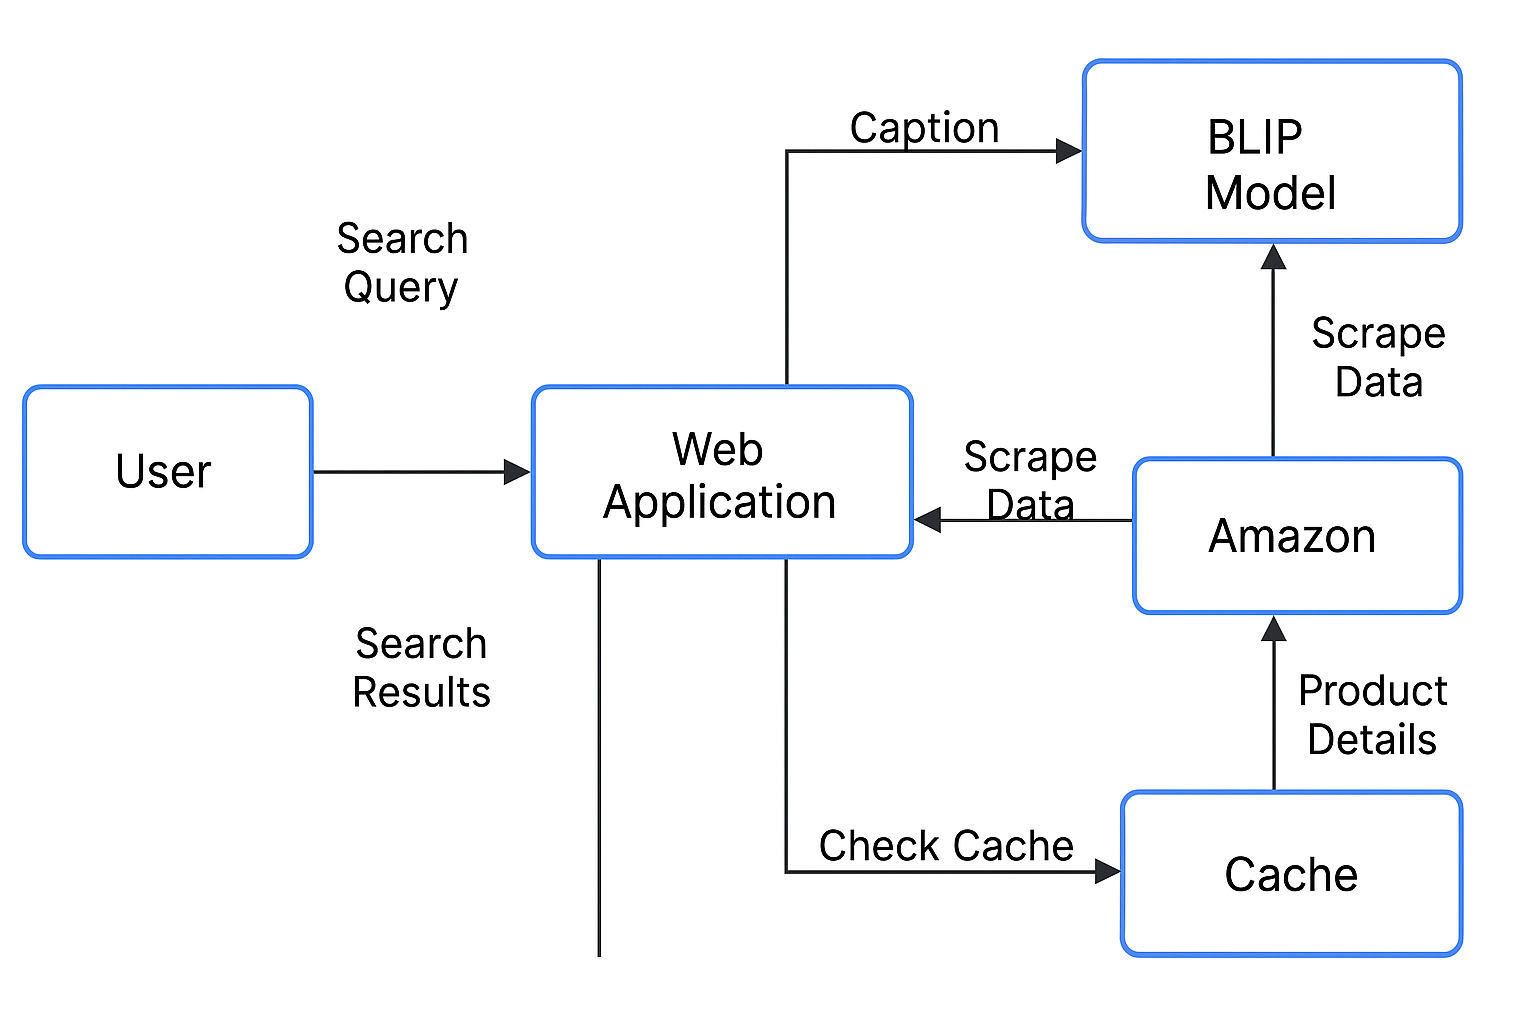 Caption
BLIP
Model
Search
Query
Scrape
Data
User
Web
Application
Scrape
Data
Amazon
Search
Results
Product
Details
Check Cache
Cache